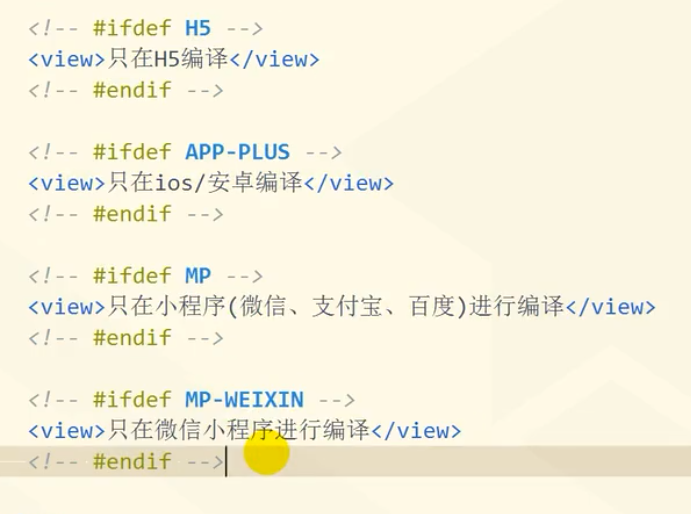 <!-- #ifdef H5 -->
<view>只在H5编译</view>
<!-- #endif -->
<!-- #ifdef APP-PLUS -->
<view>只在ios/安卓编译</view>
<!-- #endif -->
<!-- #ifdef MP -->
<view>只在小程序(微信、支付宝、百度)进行编译</view>
<!-- #endif -->
<!-- #ifdef MP-WEIXIN -->
<view>只在微信小程序进行编译</view>
<!-- #endif -->